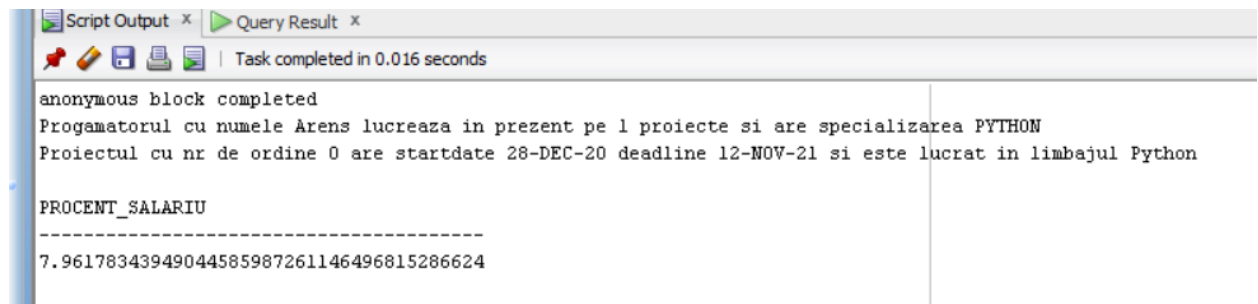 Script Output x Query Result x
Task completed in 0.016 seconds
anonymous block completed
Progamatorul cu numele Arens lucreaza in prezent pe 1 proiecte si are specializarea PYTHON
Proiectul cu nr de ordine 0 are startdate 28-DEC-20 deadline 12-NOV-21 si este lucrat in limbajul Python
PROCENT_SALARIU
---------------------------------------
7.96178343949044585987261146496815286624